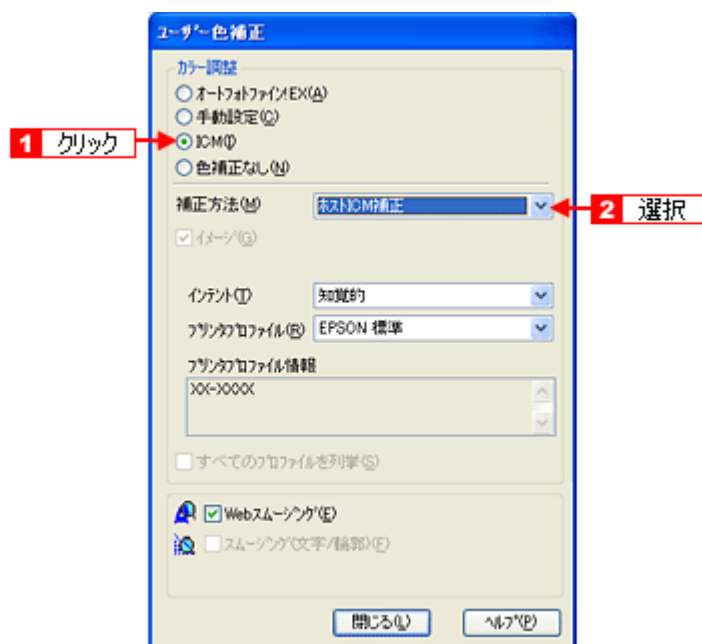 ユーザー色補正
カラー調整
オートフォトファイン!EX(A)
手動設定(C)
1 クリック
ICM(I)
色補正なし(N)
補正方法(M) ホストICM補正
2 選択
イメージ(G)
インテント(T) 知覚的
プリンタプロファイル(R) EPSON 標準
プリンタプロファイル情報
XX-XXXX
すべてのプロファイルを列挙(S)
Webスムージング(E)
スムージング(文字/輪郭)(F)
閉じる(L) ヘルプ(P)